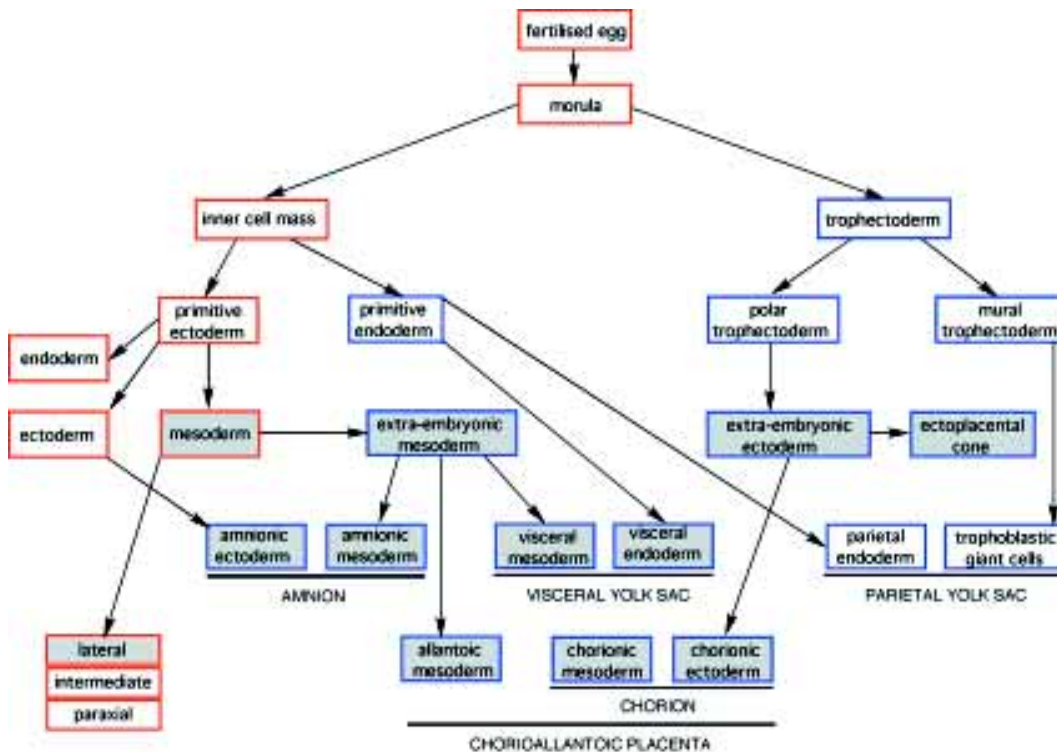 fertilised egg
morula
inner cell mass
trophectoderm
primitive
ectoderm
primitive
endoderm
polar
trophectoderm
mural
trophectoderm
endoderm
ectoderm
mesoderm
extra-embryonic
mesoderm
extra-embryonic
ectoderm
ectoplacental
cone
amnionic
ectoderm
amnionic
mesoderm
visceral
mesoderm
visceral
endoderm
parietal
endoderm
trophoblastic
giant cells
AMNION
VISCERAL YOLK SAC
PARIETAL YOLK SAC
lateral
intermediate
paraxial
allantoic
mesoderm
chorionic
mesoderm
chorionic
ectoderm
CHORION
CHORIOALLANTOIC PLACENTA